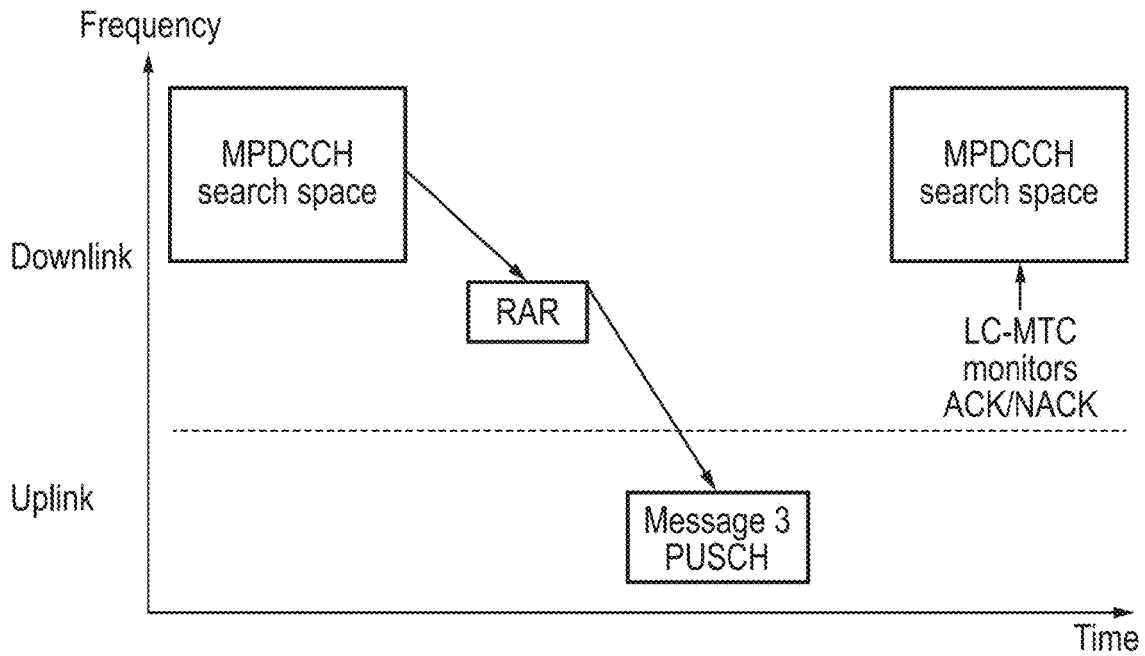 Frequency
MPDCCH
search space
MPDCCH
search space
Downlink
RAR
LC-MTC
monitors
ACK/NACK
Uplink
Message 3
PUSCH
Time